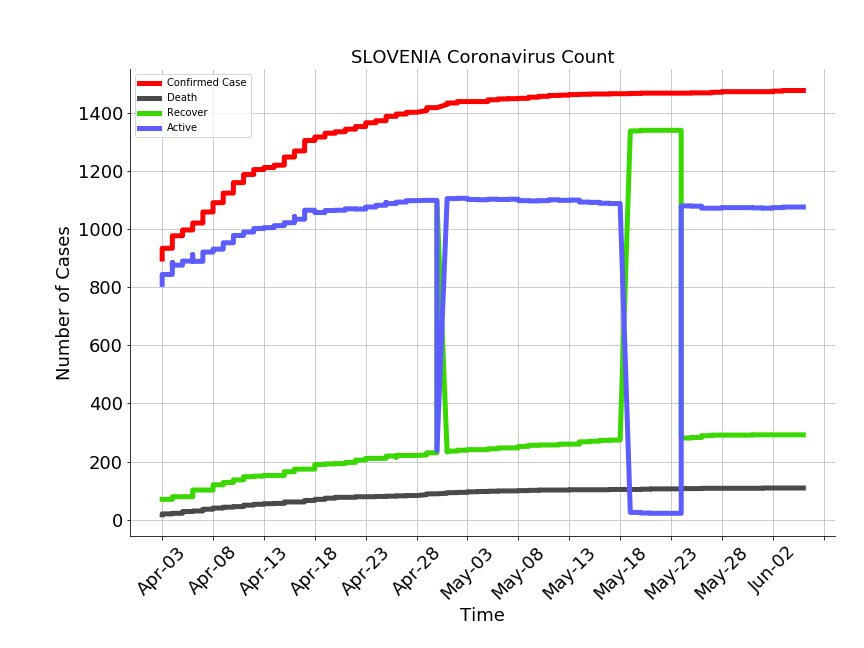 SLOVENIA Coronavirus Count
Confirmed Case
Death
Recover
Active
Number of Cases
1400
1200
1000
800
600
400
200
0
Apr-03
Apr-08
Apr-13
Apr-18
Apr-23
Apr-28
May-03
May-08
May-13
May-18
May-23
May-28
Jun-02
Time